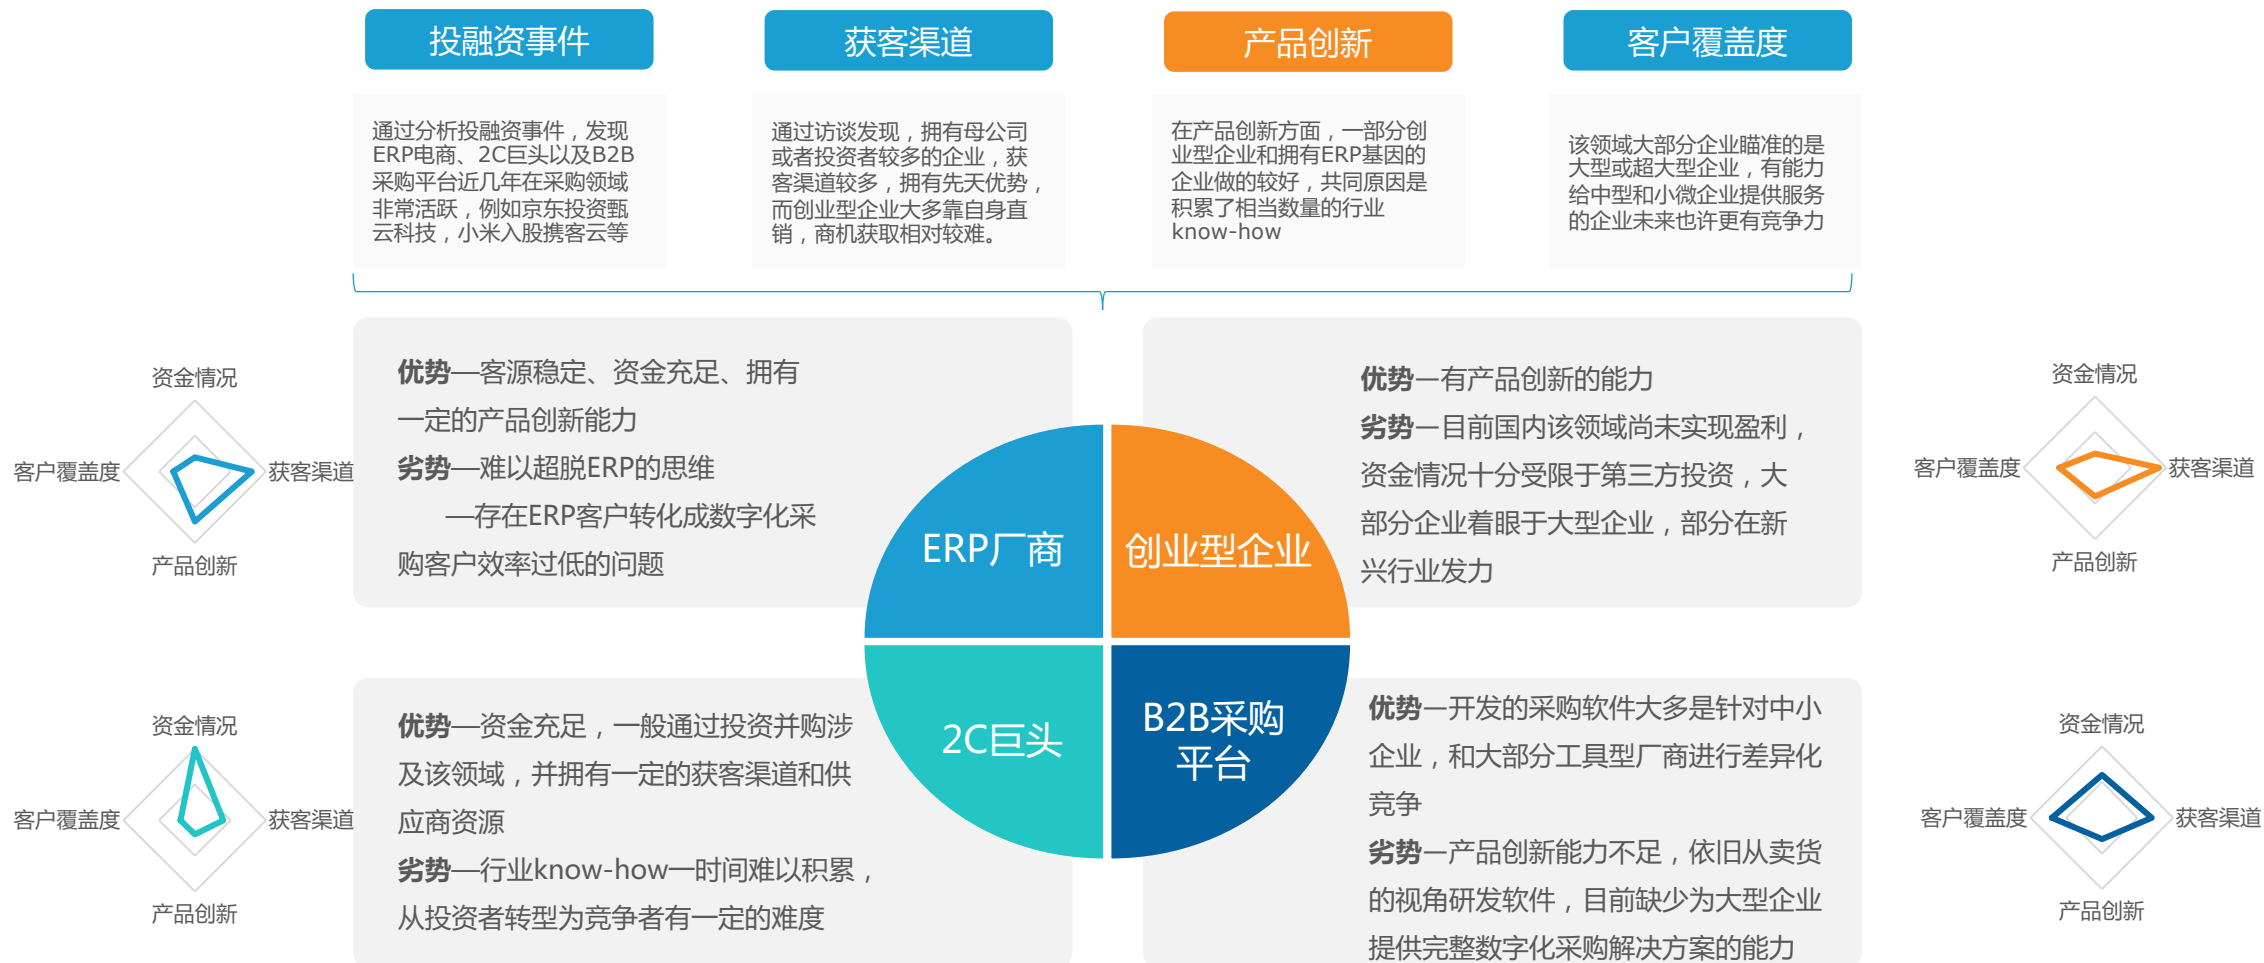 投融资事件
获客渠道
产品创新
客户覆盖度
通过分析投融资事件，发现
ERP电商、2C巨头以及B2B
采购平台近几年在采购领域
非常活跃，例如京东投资甄
云科技，小米入股携客云等
通过访谈发现，拥有母公司
或者投资者较多的企业，获
客渠道较多，拥有先天优势，
而创业型企业大多靠自身直
销，商机获取相对较难。
在产品创新方面，一部分创
业型企业和拥有ERP基因的
企业做的较好，共同原因是
积累了相当数量的行业
know-how
该领域大部分企业瞄准的是
大型或超大型企业，有能力
给中型和小微企业提供服务
的企业未来也许更有竞争力
资金情况
客户覆盖度
获客渠道
产品创新
优势—客源稳定、资金充足、拥有
一定的产品创新能力
劣势—难以超脱ERP的思维
—存在ERP客户转化成数字化采
购客户效率过低的问题
ERP厂商
创业型企业
优势—有产品创新的能力
劣势—目前国内该领域尚未实现盈利，
资金情况十分受限于第三方投资，大
部分企业着眼于大型企业，部分在新
兴行业发力
资金情况
客户覆盖度
获客渠道
产品创新
资金情况
客户覆盖度
获客渠道
产品创新
优势—资金充足，一般通过投资并购涉
及该领域，并拥有一定的获客渠道和供
应商资源
劣势—行业know-how一时间难以积累，
从投资者转型为竞争者有一定的难度
2C巨头
B2B采购
平台
优势—开发的采购软件大多是针对中小
企业，和大部分工具型厂商进行差异化
竞争
劣势—产品创新能力不足，依旧从卖货
的视角研发软件，目前缺少为大型企业
提供完整数字化采购解决方案的能力
资金情况
客户覆盖度
获客渠道
产品创新